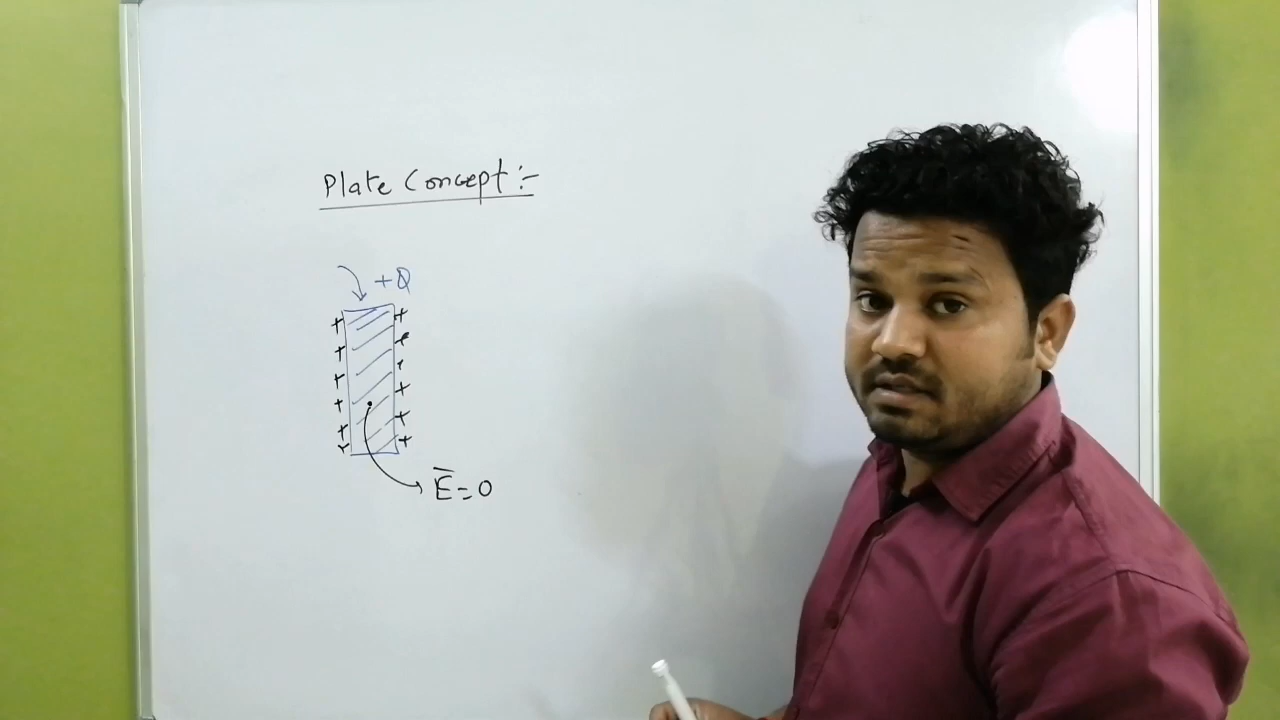 Plate Concept :-
+Q
+ +
+ +
+ +
+ +
+ +
+ +
E̅ = 0